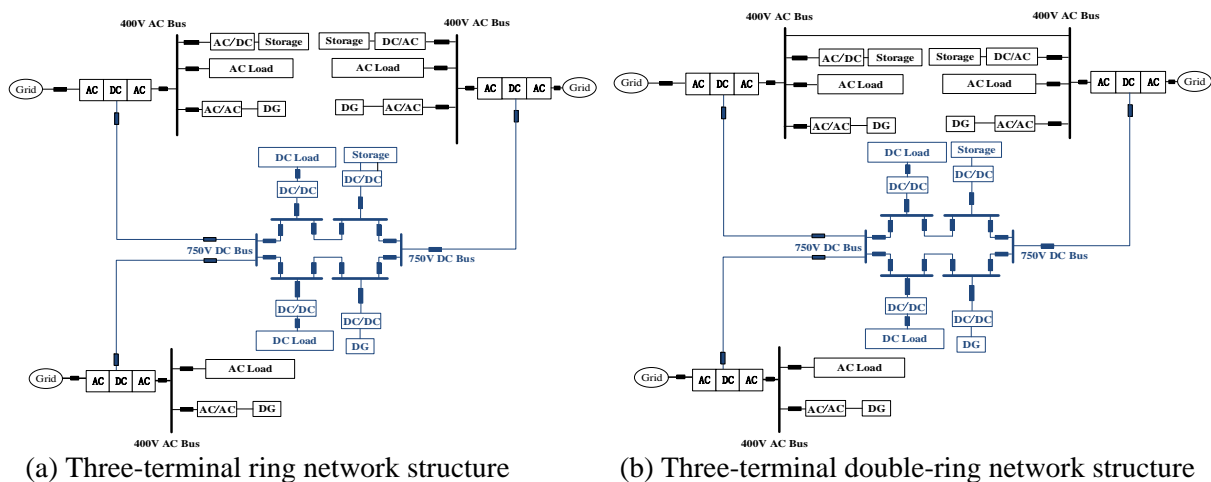 400V AC Bus
400V AC Bus
AC/DC Storage
Storage DC/AC
AC Load
AC Load
Grid
AC DC AC
AC DC AC
Grid
AC/AC DG
DG AC/AC
DC Load
Storage
DC/DC
DC/DC
750V DC Bus
750V DC Bus
DC/DC
DC/DC
DC Load
DG
Grid
AC DC AC
AC Load
AC/AC DG
400V AC Bus
(a) Three-terminal ring network structure
400V AC Bus
400V AC Bus
AC/DC Storage
Storage DC/AC
Grid
AC DC AC
AC Load
AC Load
AC DC AC
Grid
AC/AC DG
DG AC/AC
DC Load
Storage
DC/DC
DC/DC
750V DC Bus
750V DC Bus
DC/DC
DC/DC
DC Load
DG
Grid
AC DC AC
AC Load
AC/AC DG
400V AC Bus
(b) Three-terminal double-ring network structure